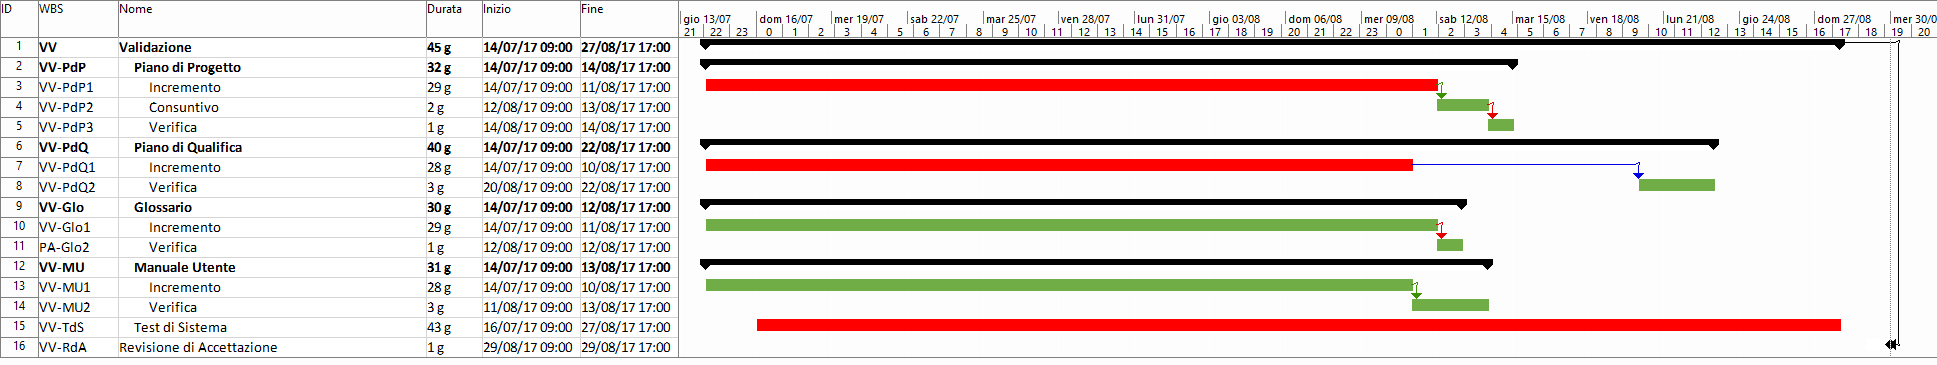 ID WBS Nome Durata Inizio Fine
gio 13/07 dom 16/07 mer 19/07 sab 22/07 mar 25/07 ven 28/07 lun 31/07 gio 03/08 dom 06/08 mer 09/08 sab 12/08 mar 15/08 ven 18/08 lun 21/08 gio 24/08 dom 27/08 mer 30/0
21 22 23 0 1 2 3 4 5 6 7 8 9 10 11 12 13 14 15 16 17 18 19 20 21 22 23 0 1 2 3 4 5 6 7 8 9 10 11 12 13 14 15 16 17 18 19 20
1 VV Validazione 45 g 14/07/17 09:00 27/08/17 17:00
2 VV-PdP Piano di Progetto 32 g 14/07/17 09:00 14/08/17 17:00
3 VV-PdP1 Incremento 29 g 14/07/17 09:00 11/08/17 17:00
4 VV-PdP2 Consuntivo 2 g 12/08/17 09:00 13/08/17 17:00
5 VV-PdP3 Verifica 1 g 14/08/17 09:00 14/08/17 17:00
6 VV-PdQ Piano di Qualifica 40 g 14/07/17 09:00 22/08/17 17:00
7 VV-PdQ1 Incremento 28 g 14/07/17 09:00 10/08/17 17:00
8 VV-PdQ2 Verifica 3 g 20/08/17 09:00 22/08/17 17:00
9 VV-Glo Glossario 30 g 14/07/17 09:00 12/08/17 17:00
10 VV-Glo1 Incremento 29 g 14/07/17 09:00 11/08/17 17:00
11 PA-Glo2 Verifica 1 g 12/08/17 09:00 12/08/17 17:00
12 VV-MU Manuale Utente 31 g 14/07/17 09:00 13/08/17 17:00
13 VV-MU1 Incremento 28 g 14/07/17 09:00 10/08/17 17:00
14 VV-MU2 Verifica 3 g 11/08/17 09:00 13/08/17 17:00
15 VV-TdS Test di Sistema 43 g 16/07/17 09:00 27/08/17 17:00
16 VV-RdA Revisione di Accettazione 1 g 29/08/17 09:00 29/08/17 17:00